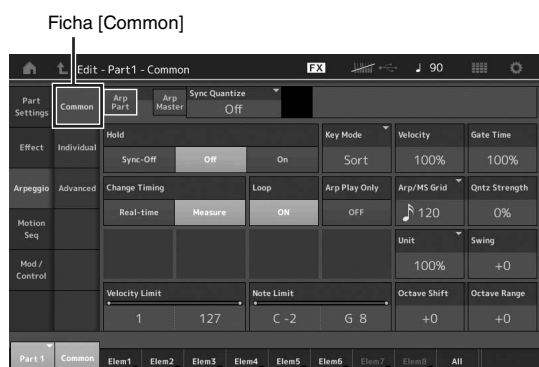 Ficha [Common]
Edit - Part1 - Common
FX
90
Part Settings
Common
Arp Part
Arp Master
Sync Quantize
Off
Effect
Individual
Hold
Sync-Off
Off
On
Key Mode
Sort
Velocity
100%
Gate Time
100%
Arpeggio
Advanced
Change Timing
Real-time
Measure
Loop
ON
Arp Play Only
OFF
Arp/MS Grid
120
Qntz Strength
0%
Motion Seq
Unit
100%
Swing
+0
Mod / Control
Velocity Limit
1
127
Note Limit
C -2
G 8
Octave Shift
+0
Octave Range
+0
Part 1
Common
Elem1
Elem2
Elem3
Elem4
Elem5
Elem6
Elem7
Elem8
All